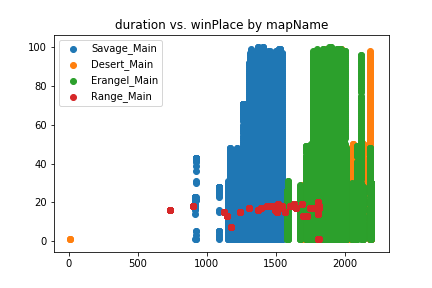 duration vs. winPlace by mapName
100
80
60
40
20
0
Savage_Main
Desert_Main
Erangel_Main
Range_Main
0
500
1000
1500
2000